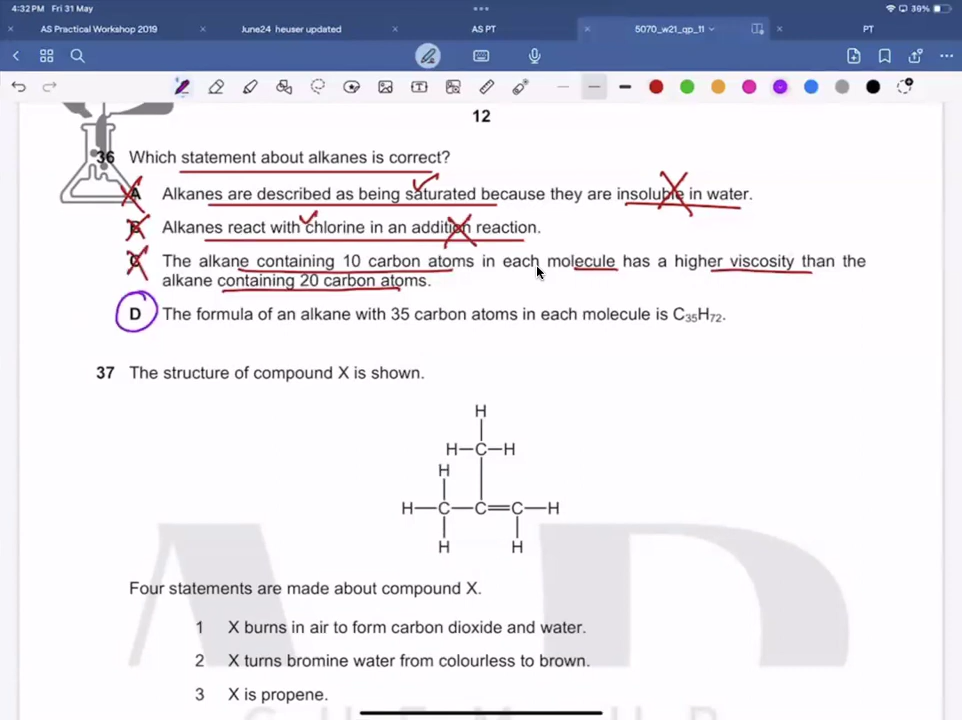 4:32 PM Fri 31 May
39%
AS Practical Workshop 2019
June24 heuser updated
AS PT
5070_w21_qp_11
PT
12
36 Which statement about alkanes is correct?
A Alkanes are described as being saturated because they are insoluble in water.
B Alkanes react with chlorine in an addition reaction.
C The alkane containing 10 carbon atoms in each molecule has a higher viscosity than the
alkane containing 20 carbon atoms.
D The formula of an alkane with 35 carbon atoms in each molecule is C₃₅H₇₂.
37 The structure of compound X is shown.
H
H–C–H
H
H–C–C=C–H
H H
Four statements are made about compound X.
1 X burns in air to form carbon dioxide and water.
2 X turns bromine water from colourless to brown.
3 X is propene.